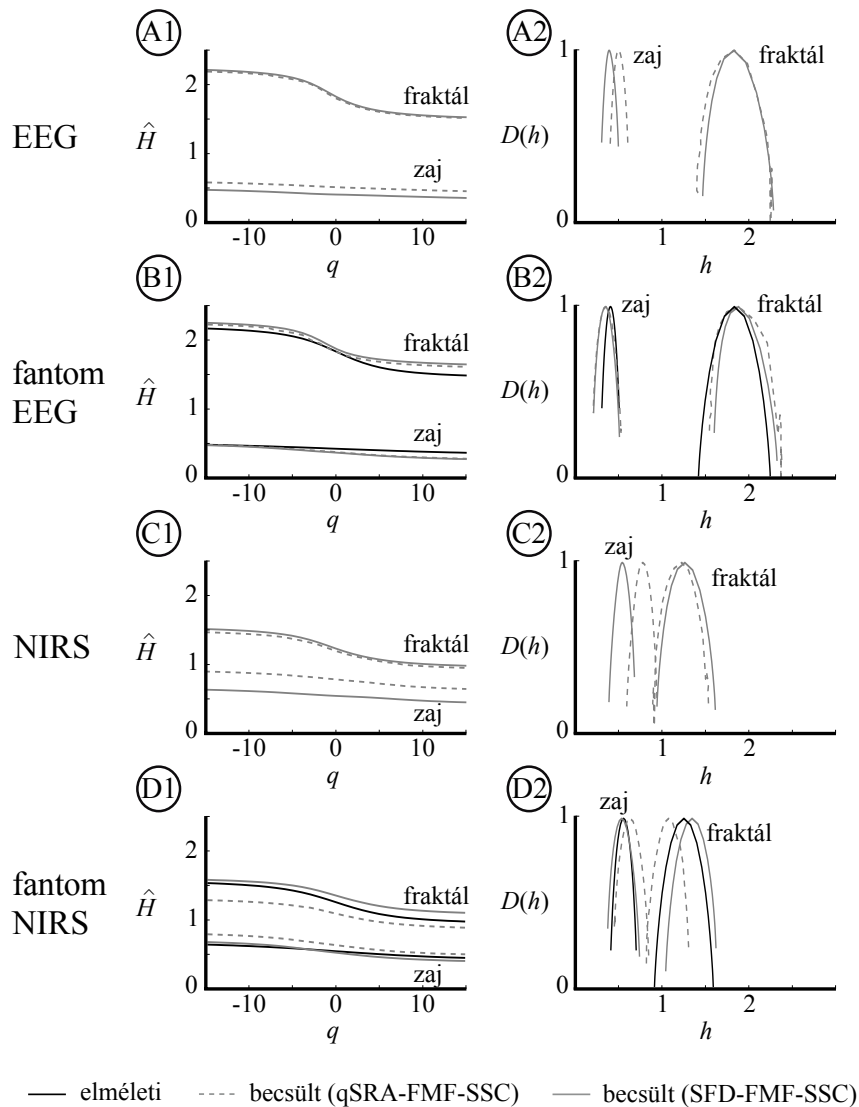 A1
A2
EEG
Ĥ
2
1
0
-10 0 10
q
fraktál
zaj
D(h)
1
0
1 2
h
zaj
fraktál
B1
B2
fantom
EEG
Ĥ
2
1
0
-10 0 10
q
fraktál
zaj
D(h)
1
0
1 2
h
zaj
fraktál
C1
C2
NIRS
Ĥ
2
1
0
-10 0 10
q
fraktál
zaj
D(h)
1
0
1 2
h
zaj
fraktál
D1
D2
fantom
NIRS
Ĥ
2
1
0
-10 0 10
q
fraktál
zaj
D(h)
1
0
1 2
h
zaj
fraktál
elméleti becsült (qSRA-FMF-SSC) becsült (SFD-FMF-SSC)